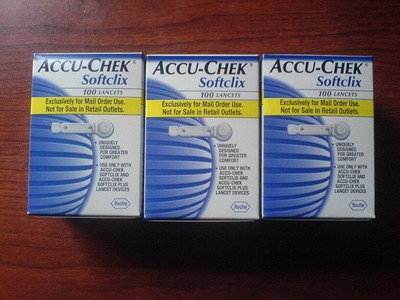 ACCU-CHEK®
Softclix
100 LANCETS
Exclusively for Mail Order Use.
Not for Sale in Retail Outlets.
• UNIQUELY
DESIGNED
FOR GREATER
COMFORT
• USE ONLY WITH
ACCU-CHEK
SOFTCLIX AND
ACCU-CHEK
SOFTCLIX PLUS
LANCET DEVICES
Roche
ACCU-CHEK®
Softclix
100 LANCETS
Exclusively for Mail Order Use.
Not for Sale in Retail Outlets.
• UNIQUELY
DESIGNED
FOR GREATER
COMFORT
• USE ONLY WITH
ACCU-CHEK
SOFTCLIX AND
ACCU-CHEK
SOFTCLIX PLUS
LANCET DEVICES
Roche
ACCU-CHEK®
Softclix
100 LANCETS
Exclusively for Mail Order Use.
Not for Sale in Retail Outlets.
• UNIQUELY
DESIGNED
FOR GREATER
COMFORT
• USE ONLY WITH
ACCU-CHEK
SOFTCLIX AND
ACCU-CHEK
SOFTCLIX PLUS
LANCET DEVICES
Roche